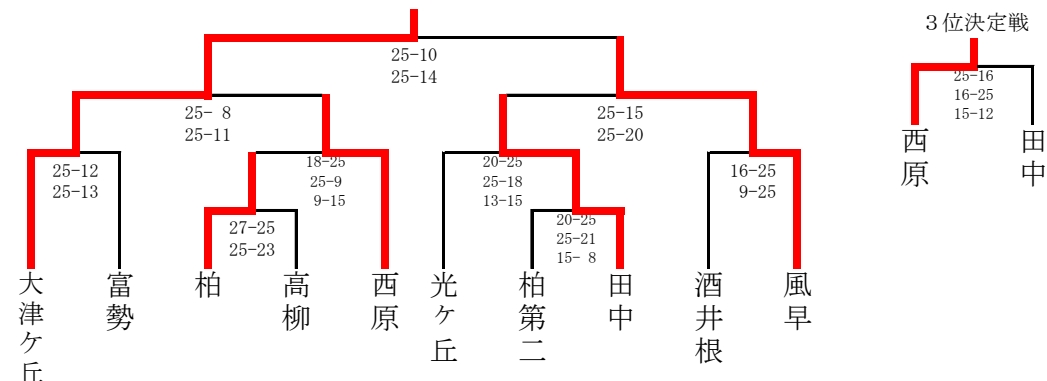 ３位決定戦
25-10
25-14
25- 8
25-11
25-15
25-20
25-16
16-25
15-12
25-12
25-13
18-25
25-9
9-15
20-25
25-18
13-15
16-25
9-25
27-25
25-23
20-25
25-21
15- 8
西原
田中
大津ケ丘
富勢
柏
高柳
西原
光ケ丘
柏第二
田中
酒井根
風早